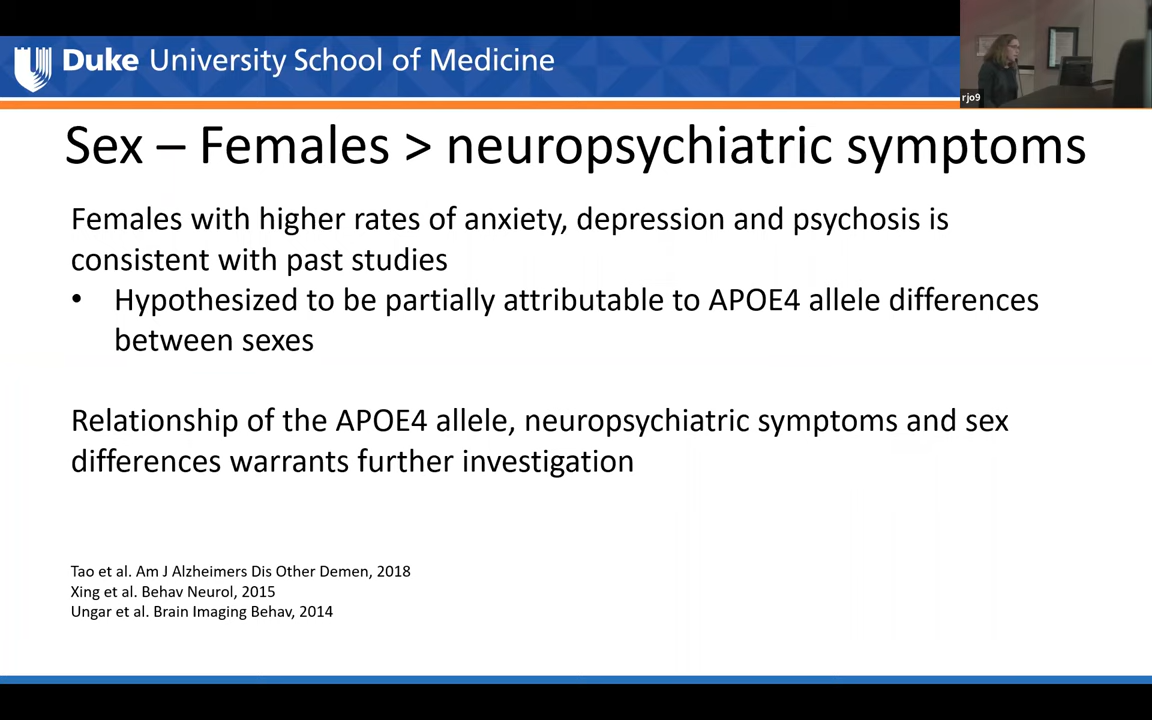 Duke University School of Medicine
rjo9
Sex – Females > neuropsychiatric symptoms
Females with higher rates of anxiety, depression and psychosis is
consistent with past studies
• Hypothesized to be partially attributable to APOE4 allele differences
between sexes
Relationship of the APOE4 allele, neuropsychiatric symptoms and sex
differences warrants further investigation
Tao et al. Am J Alzheimers Dis Other Demen, 2018
Xing et al. Behav Neurol, 2015
Ungar et al. Brain Imaging Behav, 2014